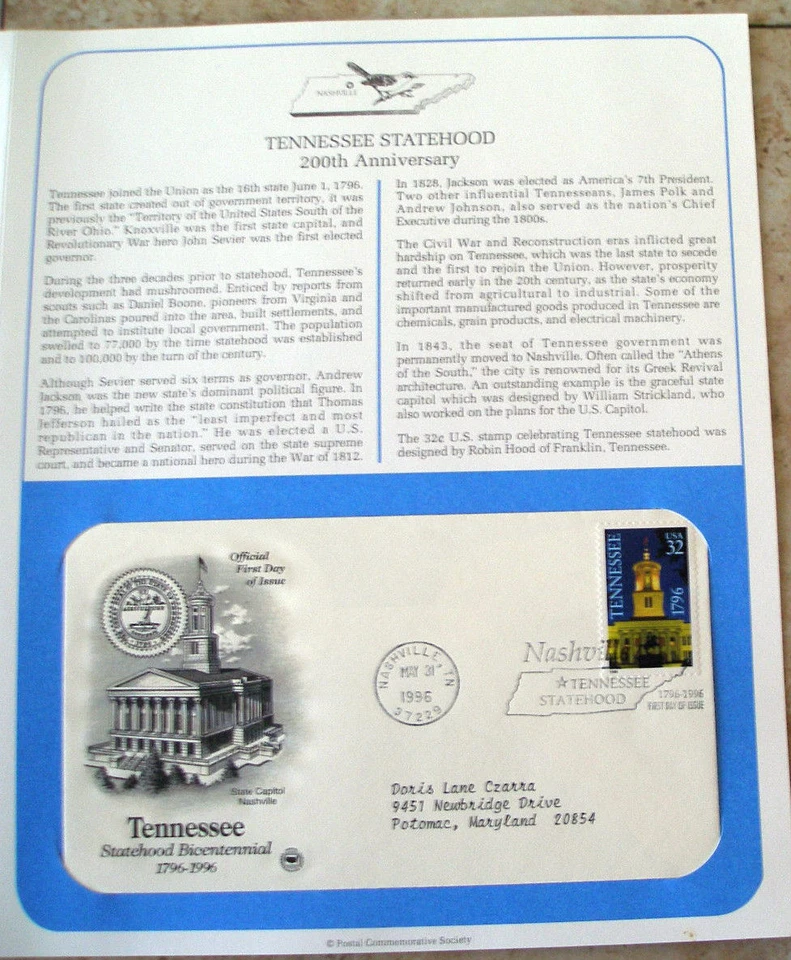 NASHVILLE
TENNESSEE STATEHOOD
200th Anniversary
Tennessee joined the Union as the 16th state June 1, 1796.
The first state created out of government territory, it was
previously the "Territory of the United States South of the
River Ohio." Knoxville was the first state capital, and
Revolutionary War hero John Sevier was the first elected
governor.
During the three decades prior to statehood, Tennessee's
development had mushroomed. Enticed by reports from
scouts such as Daniel Boone, pioneers from Virginia and
the Carolinas poured into the area, built settlements, and
attempted to institute local government. The population
swelled to 77,000 by the time statehood was established
and to 100,000 by the turn of the century.
Although Sevier served six terms as governor, Andrew
Jackson was the new state's dominant political figure. In
1796, he helped write the state constitution that Thomas
Jefferson hailed as the "least imperfect and most
republican in the nation." He was elected a U.S.
Representative and Senator, served on the state supreme
court, and became a national hero during the War of 1812.
In 1828, Jackson was elected as America's 7th President.
Two other influential Tennesseans, James Polk and
Andrew Johnson, also served as the nation's Chief
Executive during the 1800s.
The Civil War and Reconstruction eras inflicted great
hardship on Tennessee, which was the last state to secede
and the first to rejoin the Union. However, prosperity
returned early in the 20th century, as the state's economy
shifted from agricultural to industrial. Some of the
important manufactured goods produced in Tennessee are
chemicals, grain products, and electrical machinery.
In 1843, the seat of Tennessee government was
permanently moved to Nashville. Often called the "Athens
of the South," the city is renowned for its Greek Revival
architecture. An outstanding example is the graceful state
capitol which was designed by William Strickland, who
also worked on the plans for the U.S. Capitol.
The 32¢ U.S. stamp celebrating Tennessee statehood was
designed by Robin Hood of Franklin, Tennessee.
Official
First Day
of Issue
State Capitol
Nashville
Tennessee
Statehood Bicentennial
1796-1996
NASHVILLE, TN
MAY 31
1996
37229
TENNESSEE
USA
32
1796
Nashvi
TENNESSEE
STATEHOOD
1796-1996
FIRST DAY OF ISSUE
Doris Lane Czarra
9451 Newbridge Drive
Potomac, Maryland 20854
© Postal Commemorative Society